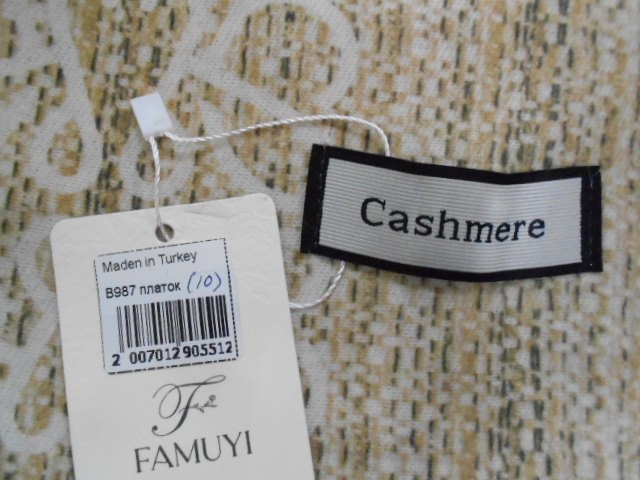 Maden in Turkey
B987 платок (10)
2 007012 905512
FAMUYI
Cashmere